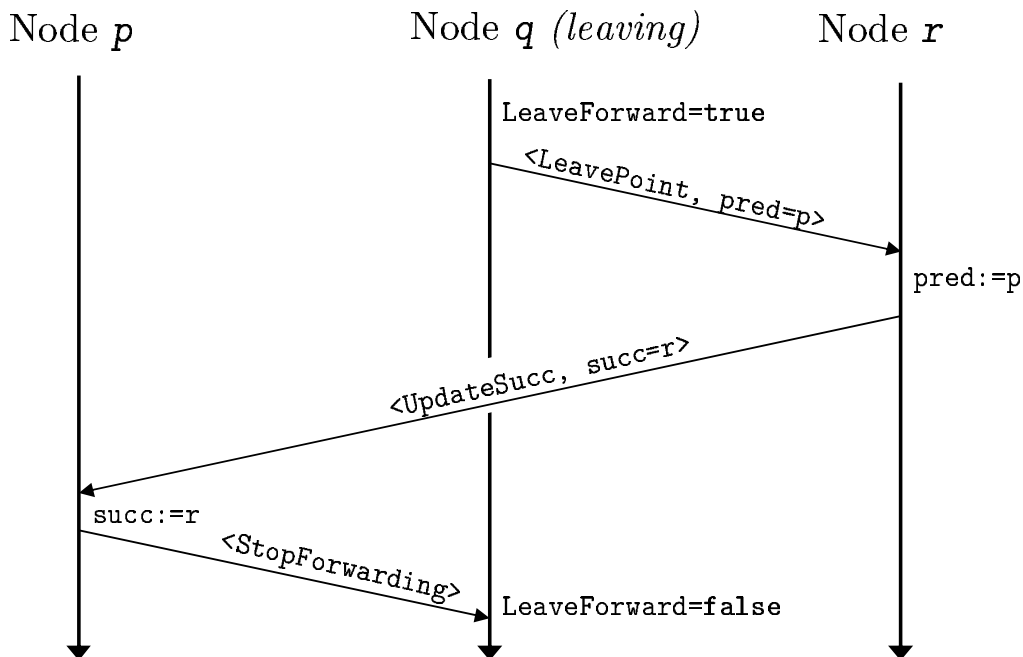 Node p
Node q (leaving)
Node r
LeaveForward=true
<LeavePoint, pred=p>
pred:=p
<UpdateSucc, succ=r>
succ:=r
<StopForwarding>
LeaveForward=false